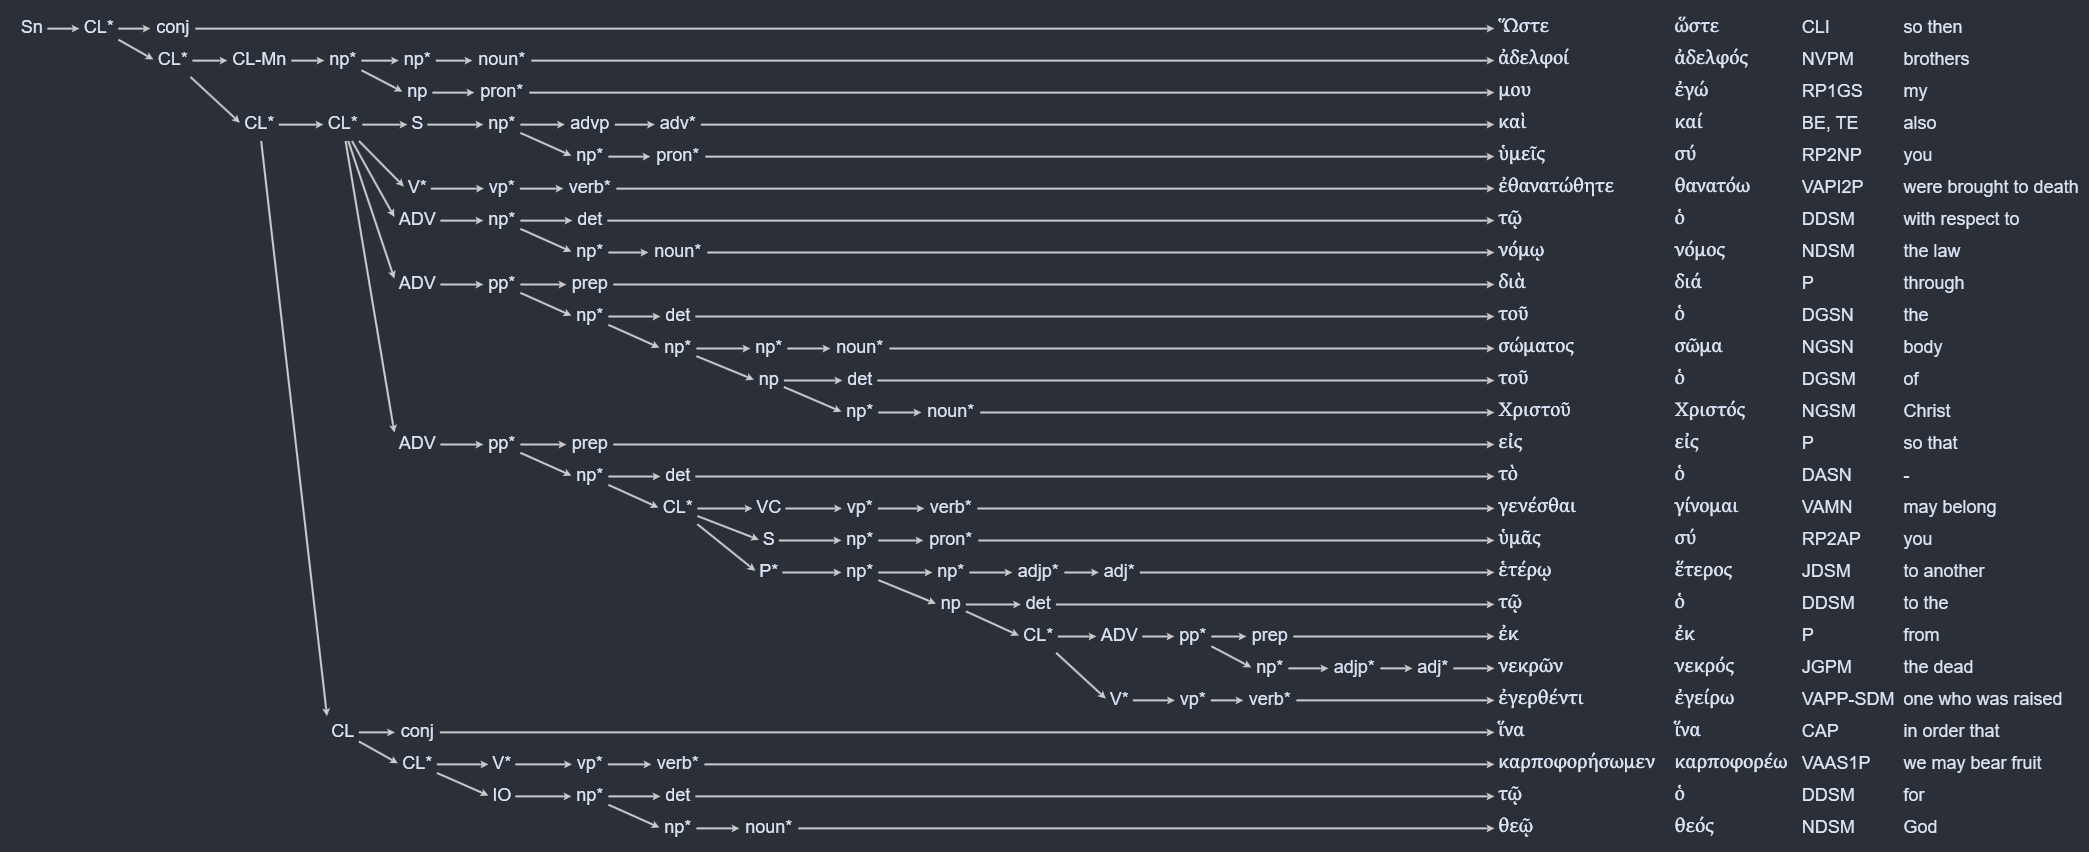 Sn CL* conj Ὥστε ὥστε CLI so then
CL* CL-Mn np* np* noun* ἀδελφοί ἀδελφός NVPM brothers
np pron* μου ἐγώ RP1GS my
CL* CL* S np* advp adv* καὶ καί BE, TE also
np* pron* ὑμεῖς σύ RP2NP you
V* vp* verb* ἐθανατώθητε θανατόω VAPI2P were brought to death
ADV np* det τῷ ὁ DDSM with respect to
np* noun* νόμῳ νόμος NDSM the law
ADV pp* prep διὰ διά P through
np* det τοῦ ὁ DGSN the
np* np* noun* σώματος σῶμα NGSN body
np det τοῦ ὁ DGSM of
np* noun* Χριστοῦ Χριστός NGSM Christ
ADV pp* prep εἰς εἰς P so that
np* det τὸ ὁ DASN -
CL* VC vp* verb* γενέσθαι γίνομαι VAMN may belong
S np* pron* ὑμᾶς σύ RP2AP you
P* np* np* adjp* adj* ἑτέρῳ ἕτερος JDSM to another
np det τῷ ὁ DDSM to the
CL* ADV pp* prep ἐκ ἐκ P from
np* adjp* adj* νεκρῶν νεκρός JGPM the dead
V* vp* verb* ἐγερθέντι ἐγείρω VAPP-SDM one who was raised
CL conj ἵνα ἵνα CAP in order that
CL* V* vp* verb* καρποφορήσωμεν καρποφορέω VAAS1P we may bear fruit
IO np* det τῷ ὁ DDSM for
np* noun* θεῷ θεός NDSM God